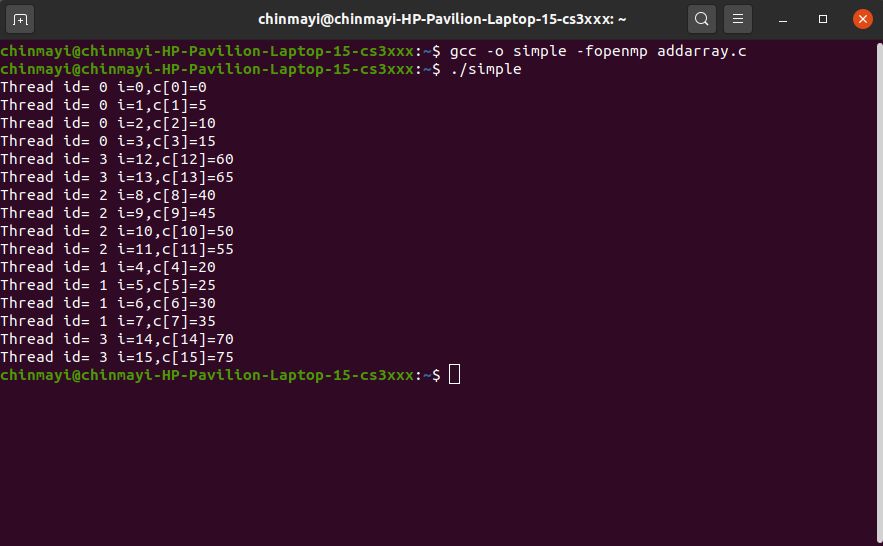 chinmayi@chinmayi-HP-Pavilion-Laptop-15-cs3xxx: ~
chinmayi@chinmayi-HP-Pavilion-Laptop-15-cs3xxx:~$ gcc -o simple -fopenmp addarray.c
chinmayi@chinmayi-HP-Pavilion-Laptop-15-cs3xxx:~$ ./simple
Thread id= 0 i=0,c[0]=0
Thread id= 0 i=1,c[1]=5
Thread id= 0 i=2,c[2]=10
Thread id= 0 i=3,c[3]=15
Thread id= 3 i=12,c[12]=60
Thread id= 3 i=13,c[13]=65
Thread id= 2 i=8,c[8]=40
Thread id= 2 i=9,c[9]=45
Thread id= 2 i=10,c[10]=50
Thread id= 2 i=11,c[11]=55
Thread id= 1 i=4,c[4]=20
Thread id= 1 i=5,c[5]=25
Thread id= 1 i=6,c[6]=30
Thread id= 1 i=7,c[7]=35
Thread id= 3 i=14,c[14]=70
Thread id= 3 i=15,c[15]=75
chinmayi@chinmayi-HP-Pavilion-Laptop-15-cs3xxx:~$